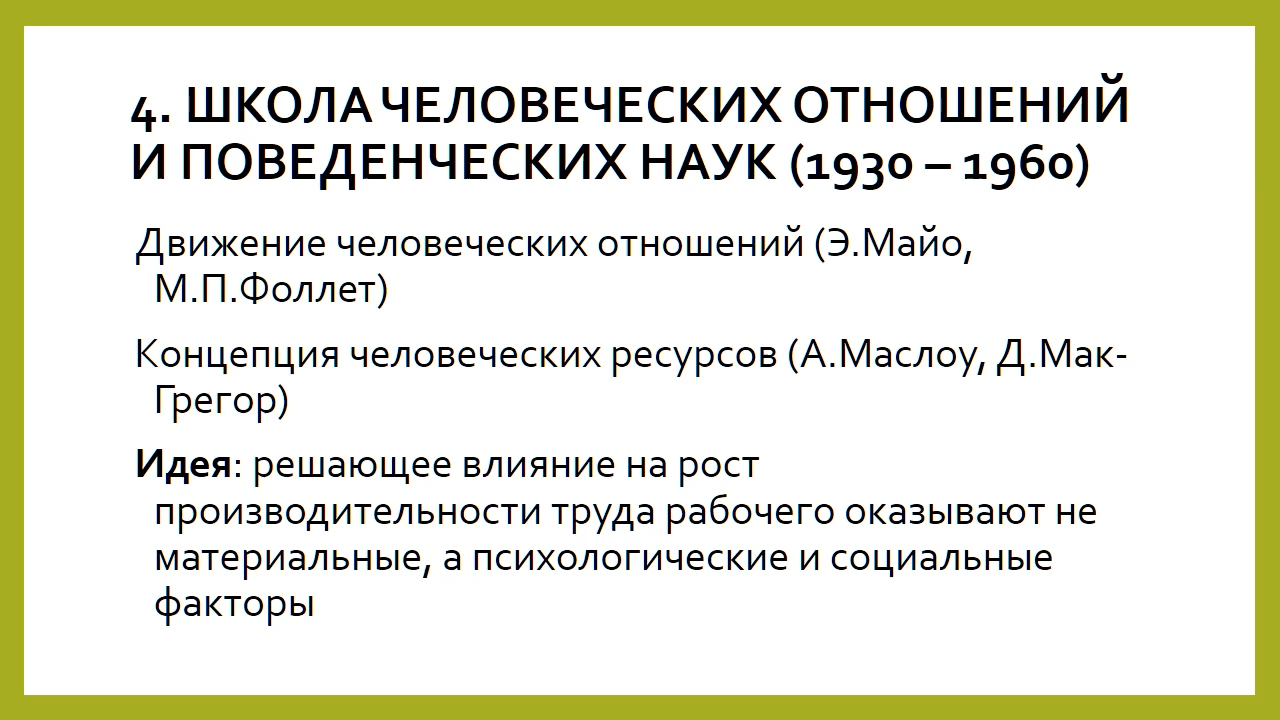 4. ШКОЛА ЧЕЛОВЕЧЕСКИХ ОТНОШЕНИЙ
И ПОВЕДЕНЧЕСКИХ НАУК (1930 – 1960)
Движение человеческих отношений (Э.Майо,
М.П.Фоллет)
Концепция человеческих ресурсов (А.Маслоу, Д.Мак-
Грегор)
Идея: решающее влияние на рост
производительности труда рабочего оказывают не
материальные, а психологические и социальные
факторы